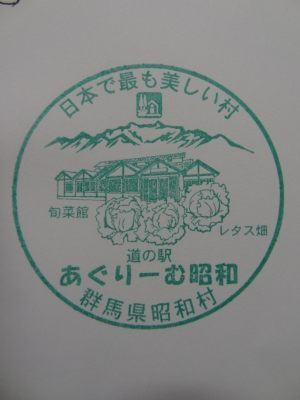 日本で最も美しい村
旬菜館
レタス畑
道の駅
あぐりーむ昭和
群馬県昭和村